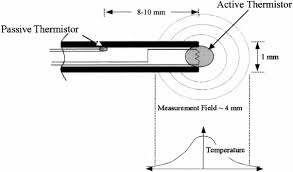 Active Thermistor
8-10 mm
Passive Thermistor
1 mm
Measurement Field ~ 4 mm
Temperature